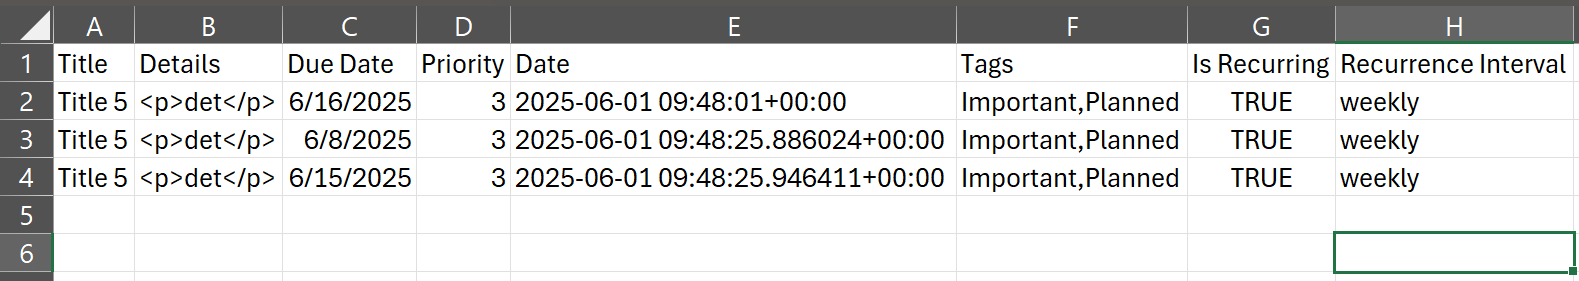 A B C D E F G H
1 Title Details Due Date Priority Date Tags Is Recurring Recurrence Interval
2 Title 5 <p>det</p> 6/16/2025 3 2025-06-01 09:48:01+00:00 Important,Planned TRUE weekly
3 Title 5 <p>det</p> 6/8/2025 3 2025-06-01 09:48:25.886024+00:00 Important,Planned TRUE weekly
4 Title 5 <p>det</p> 6/15/2025 3 2025-06-01 09:48:25.946411+00:00 Important,Planned TRUE weekly
5
6